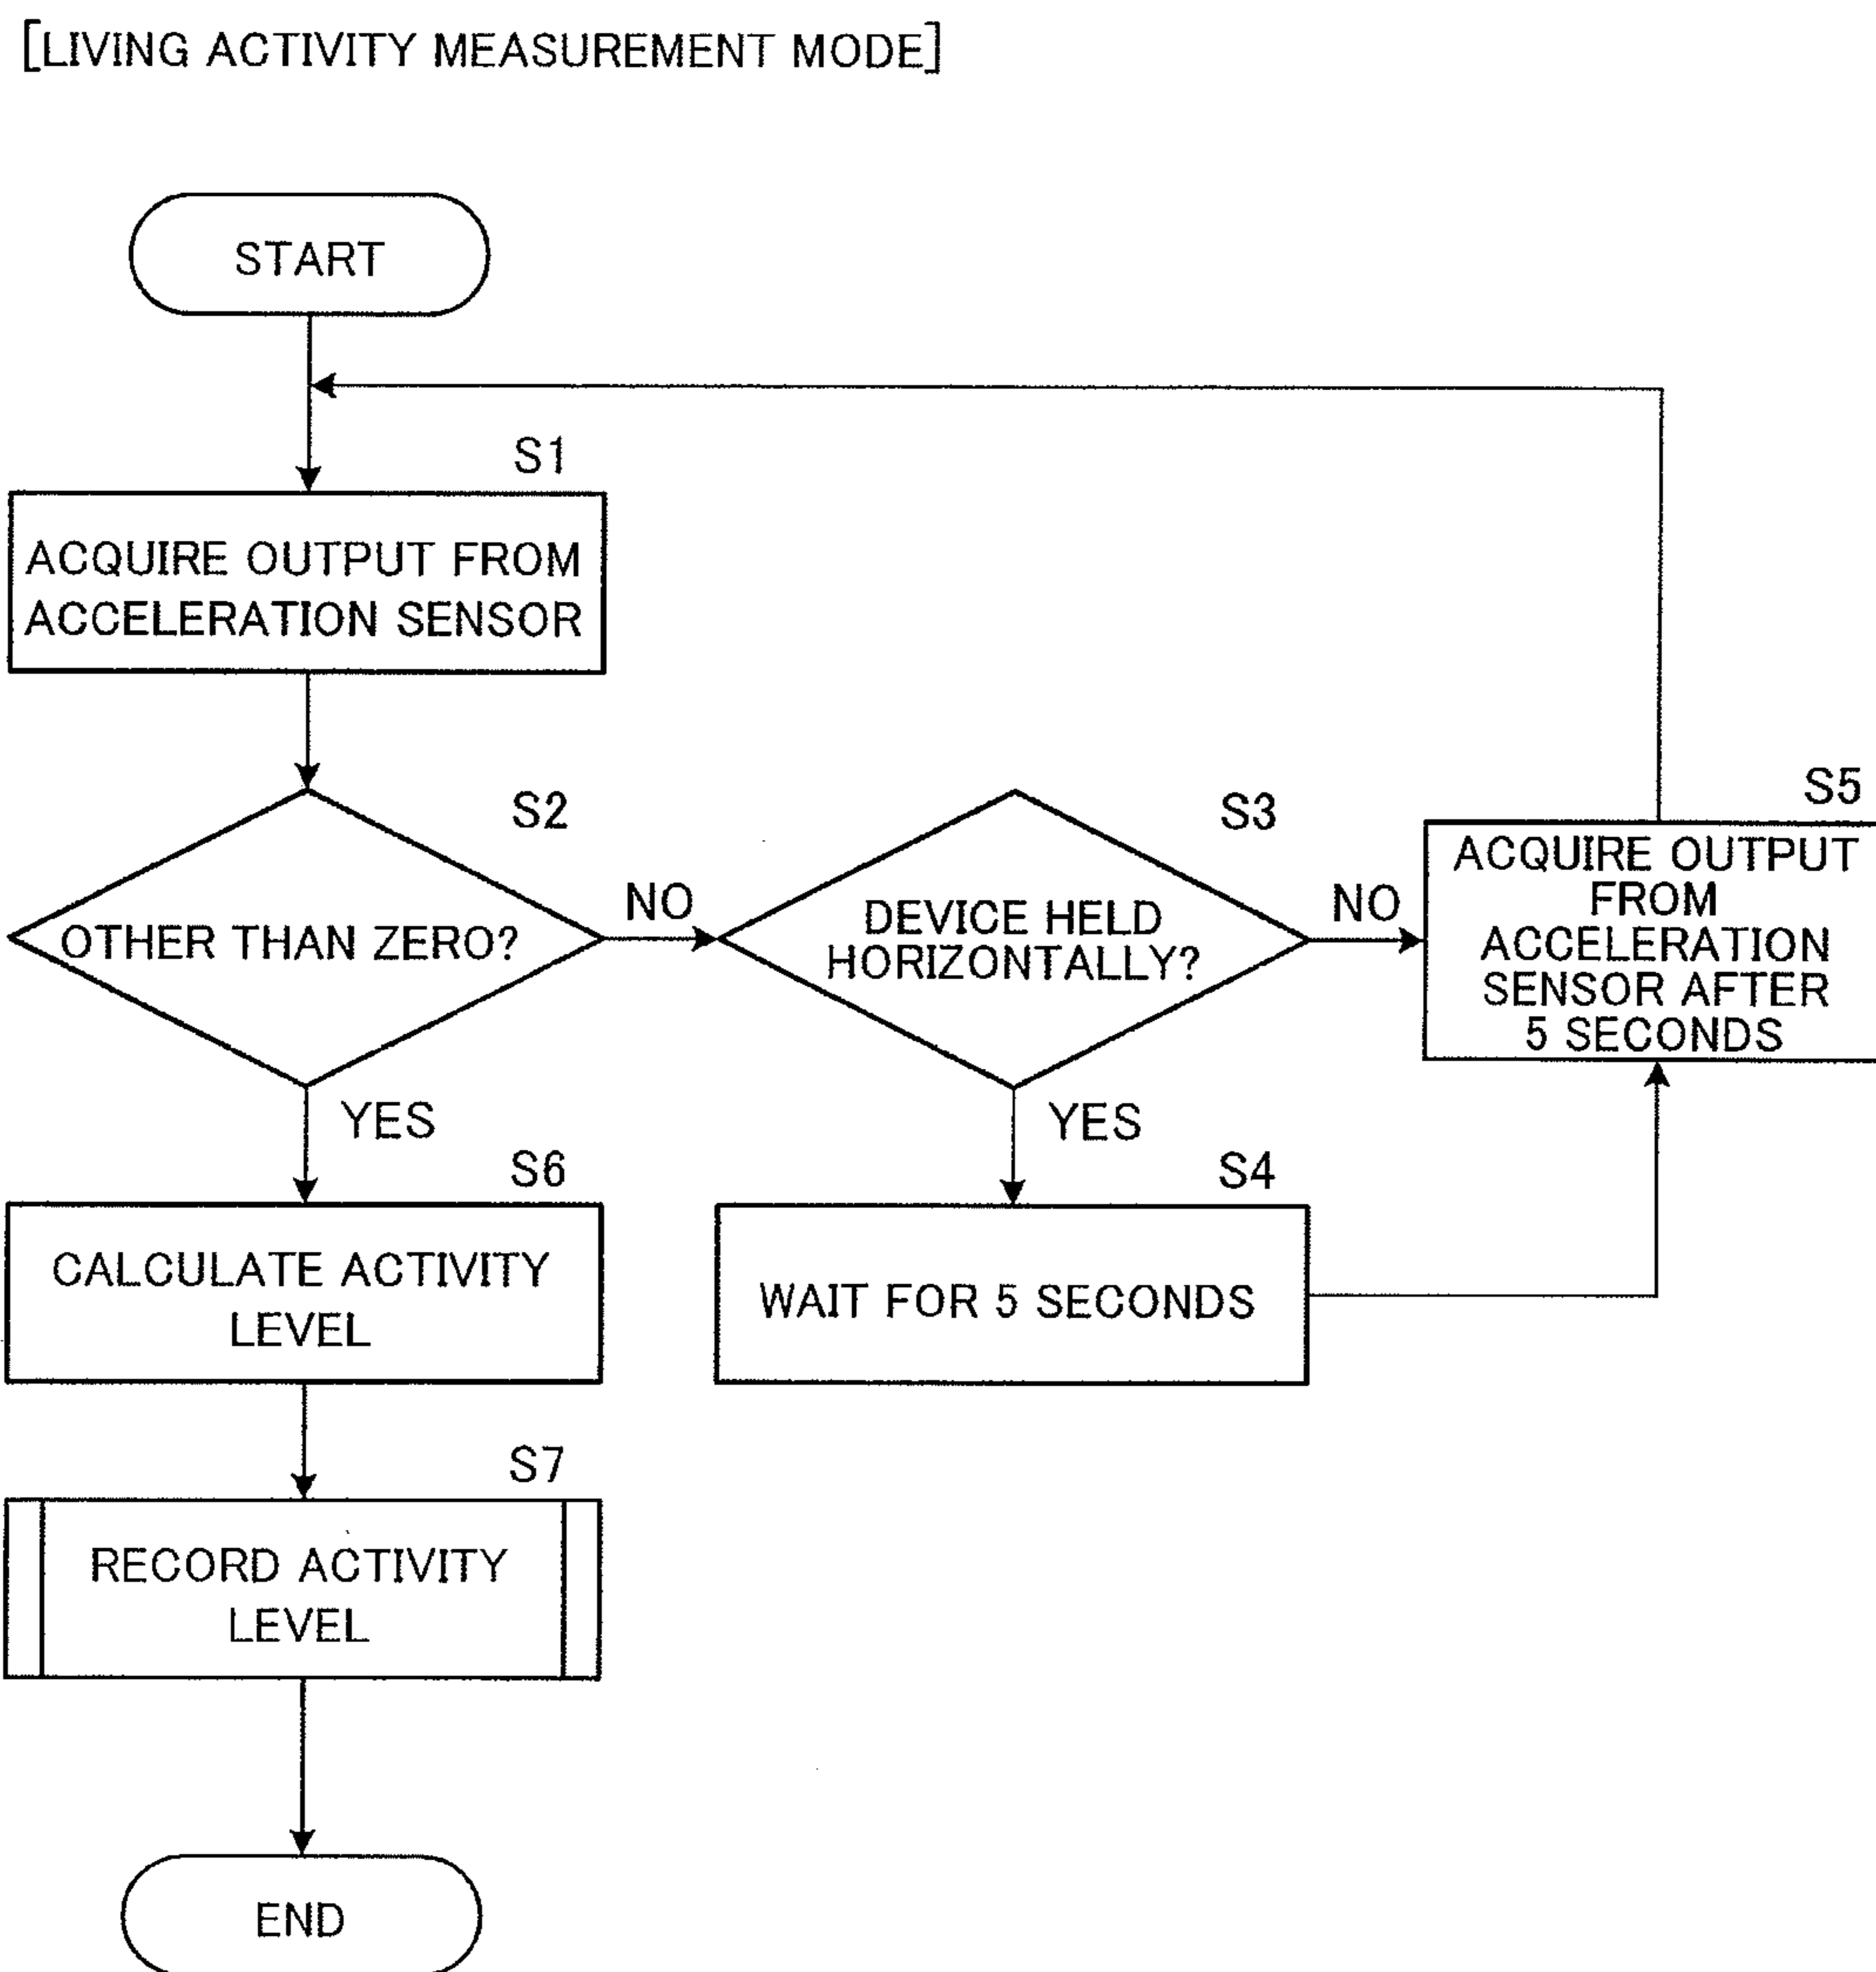 [LIVING ACTIVITY MEASUREMENT MODE]
START
S1
ACQUIRE OUTPUT FROM
ACCELERATION SENSOR
S2
OTHER THAN ZERO?
NO
YES
S3
DEVICE HELD
HORIZONTALLY?
NO
YES
S5
ACQUIRE OUTPUT
FROM
ACCELERATION
SENSOR AFTER
5 SECONDS
S4
WAIT FOR 5 SECONDS
S6
CALCULATE ACTIVITY
LEVEL
S7
RECORD ACTIVITY
LEVEL
END